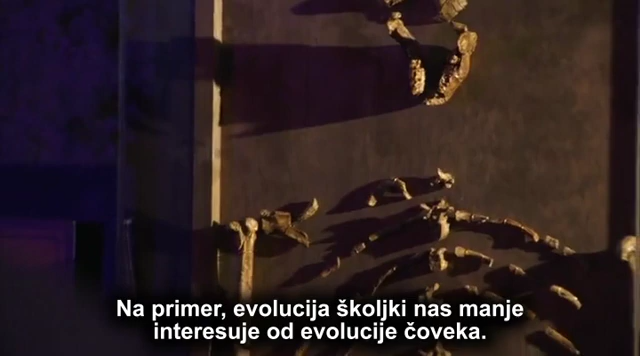 Na primer, evolucija školjki nas manje
interesuje od evolucije čoveka.